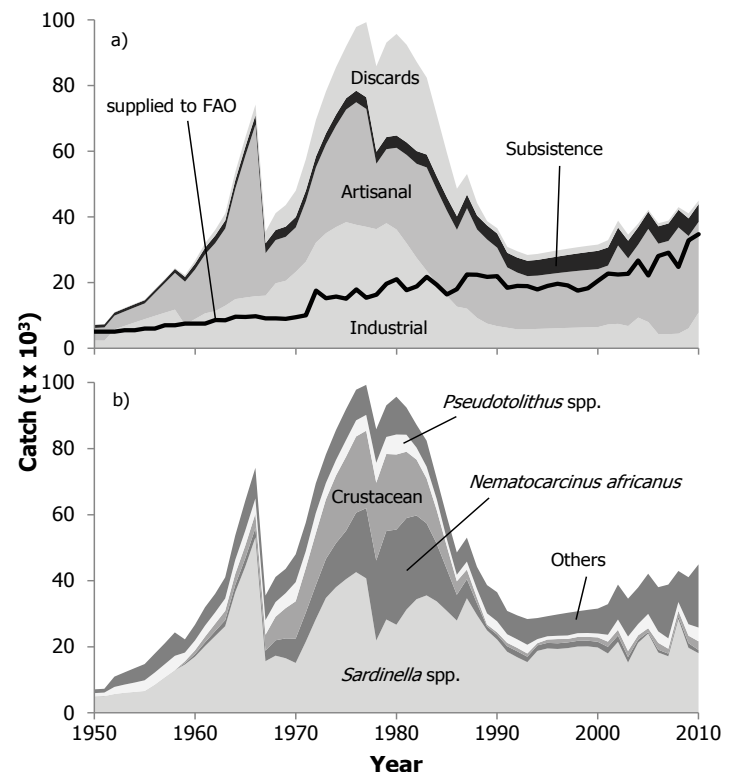 100
a)
80
Discards
supplied to FAO
60
Subsistence
Artisanal
40
20
Industrial
0
Catch (t x 10³)
100
b)
Pseudotolithus spp.
80
Nematocarcinus africanus
Crustacean
60
Others
40
20
Sardinella spp.
0
1950 1960 1970 1980 1990 2000 2010
Year